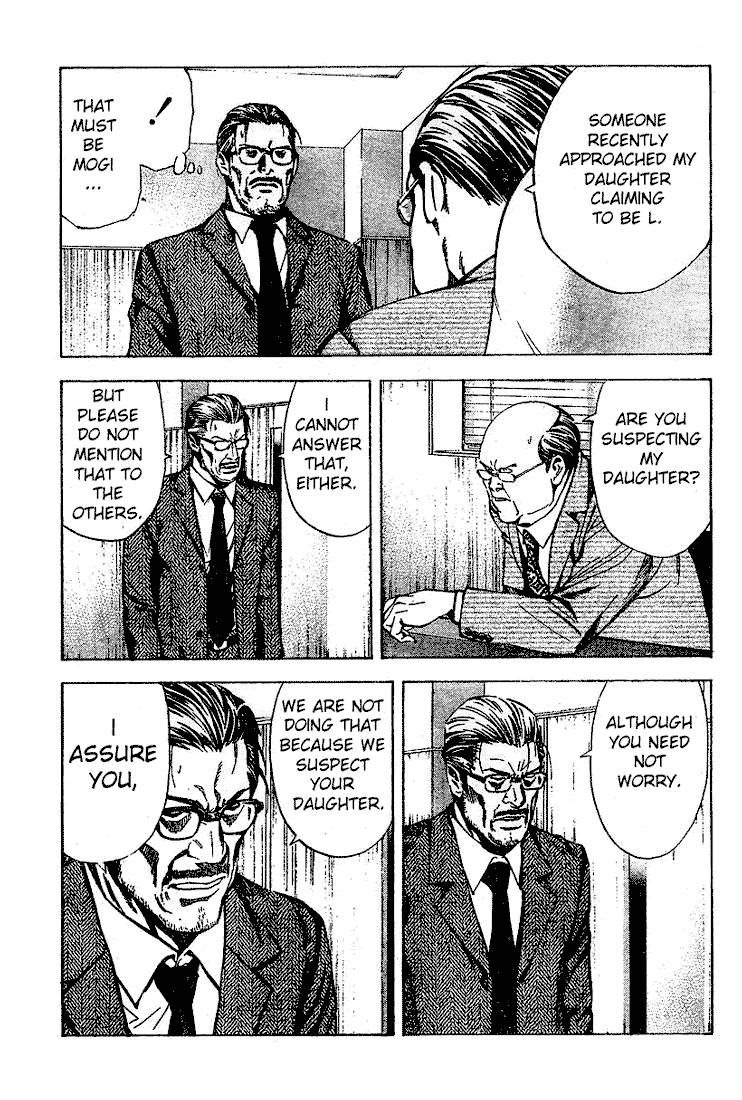 SOMEONE
RECENTLY
APPROACHED MY
DAUGHTER
CLAIMING
TO BE L.
!
THAT
MUST
BE
MOGI
...
ARE YOU
SUSPECTING
MY
DAUGHTER?
I
CANNOT
ANSWER
THAT,
EITHER.
BUT
PLEASE
DO NOT
MENTION
THAT TO
THE
OTHERS.
ALTHOUGH
YOU NEED
NOT
WORRY.
WE ARE NOT
DOING THAT
BECAUSE WE
SUSPECT
YOUR
DAUGHTER.
I
ASSURE
YOU,